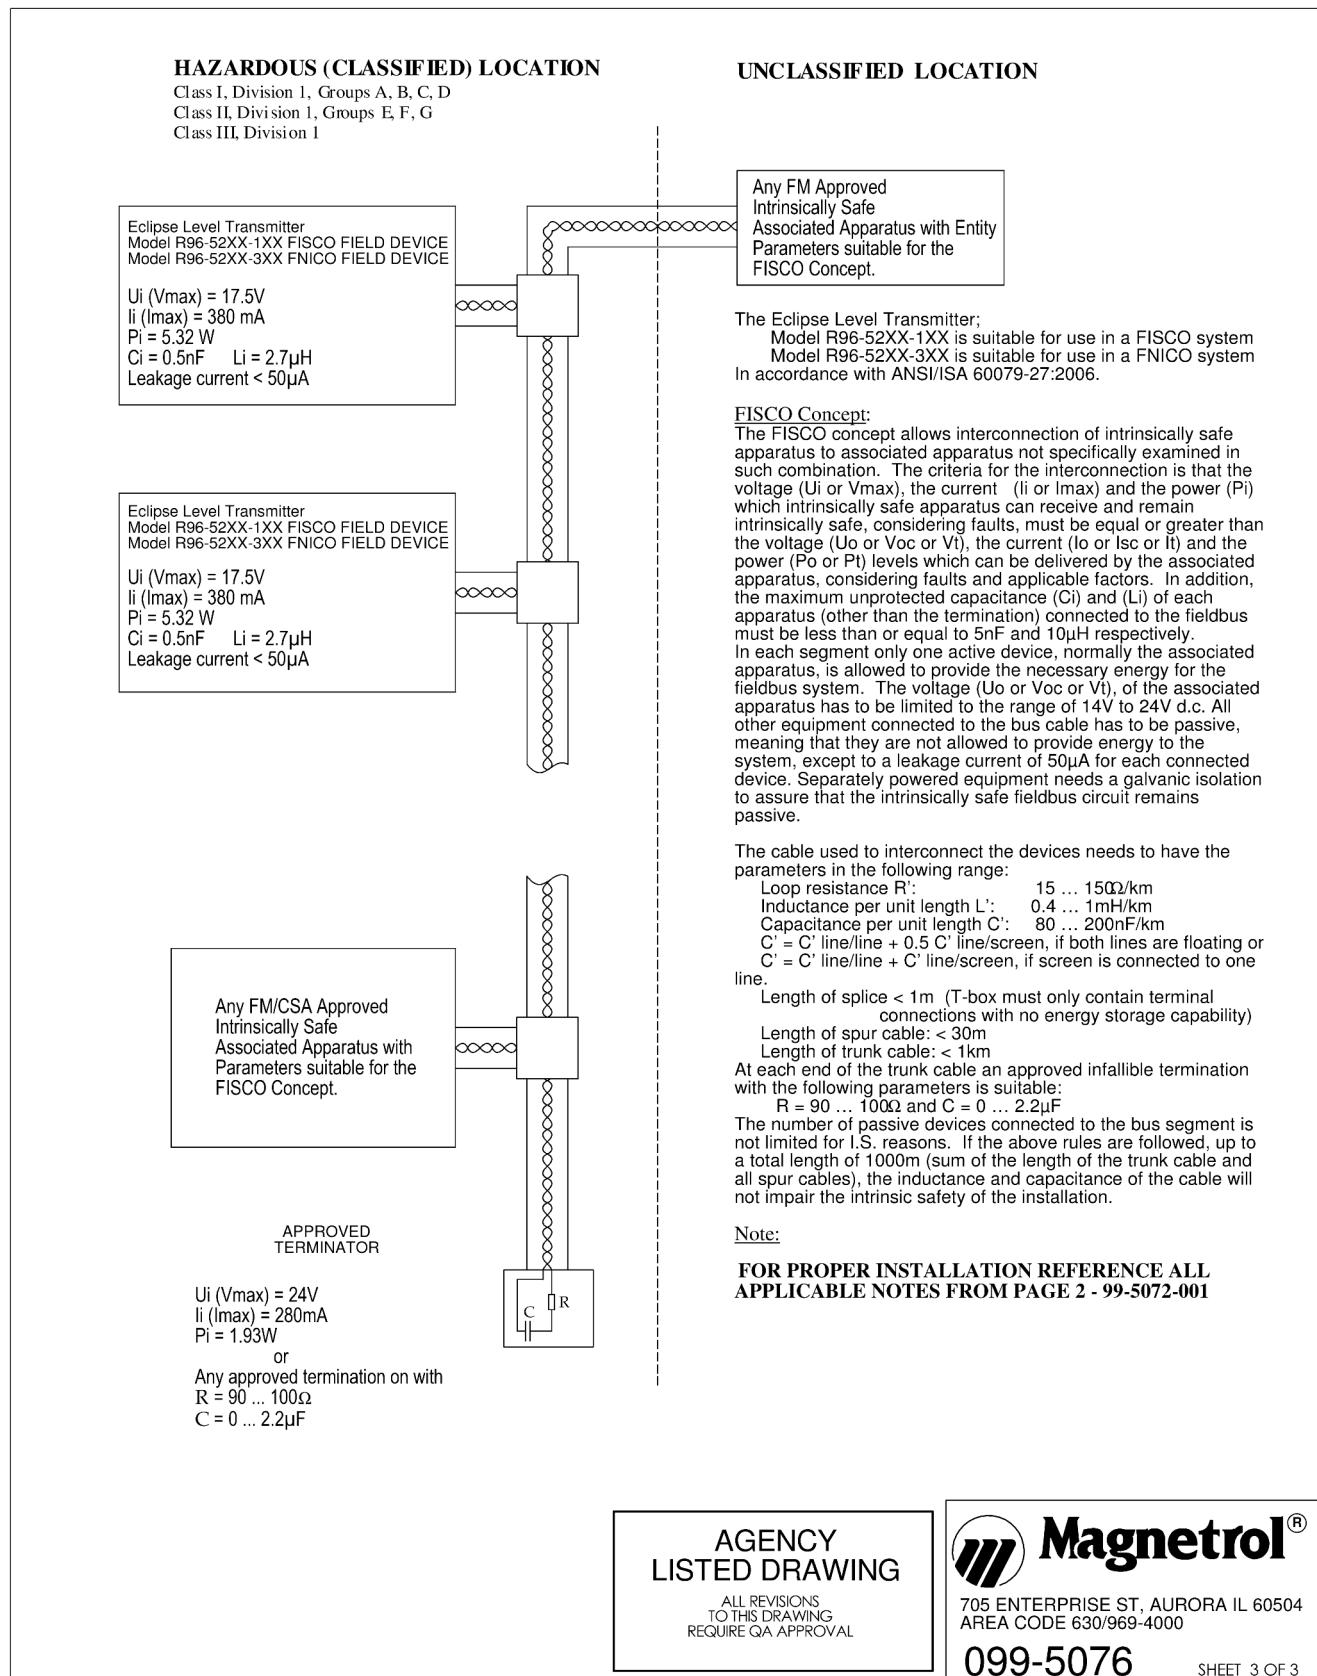 HAZARDOUS (CLASSIFIED) LOCATION
Class I, Division 1, Groups A, B, C, D
Class II, Division 1, Groups E, F, G
Class III, Division 1
UNCLASSIFIED LOCATION
Eclipse Level Transmitter
Model R96-52XX-1XX FISCO FIELD DEVICE
Model R96-52XX-3XX FNICO FIELD DEVICE
Ui (Vmax) = 17.5V
Ii (Imax) = 380 mA
Pi = 5.32 W
Ci = 0.5nF Li = 2.7µH
Leakage current < 50µA
Eclipse Level Transmitter
Model R96-52XX-1XX FISCO FIELD DEVICE
Model R96-52XX-3XX FNICO FIELD DEVICE
Ui (Vmax) = 17.5V
Ii (Imax) = 380 mA
Pi = 5.32 W
Ci = 0.5nF Li = 2.7µH
Leakage current < 50µA
Any FM/CSA Approved
Intrinsically Safe
Associated Apparatus with
Parameters suitable for the
FISCO Concept.
APPROVED
TERMINATOR
Ui (Vmax) = 24V
Ii (Imax) = 280mA
Pi = 1.93W
or
Any approved termination on with
R = 90 ... 100Ω
C = 0 ... 2.2µF
C
R
Any FM Approved
Intrinsically Safe
Associated Apparatus with Entity
Parameters suitable for the
FISCO Concept.
The Eclipse Level Transmitter;
Model R96-52XX-1XX is suitable for use in a FISCO system
Model R96-52XX-3XX is suitable for use in a FNICO system
In accordance with ANSI/ISA 60079-27:2006.
FISCO Concept:
The FISCO concept allows interconnection of intrinsically safe
apparatus to associated apparatus not specifically examined in
such combination. The criteria for the interconnection is that the
voltage (Ui or Vmax), the current (Ii or Imax) and the power (Pi)
which intrinsically safe apparatus can receive and remain
intrinsically safe, considering faults, must be equal or greater than
the voltage (Uo or Voc or Vt), the current (Io or Isc or It) and the
power (Po or Pt) levels which can be delivered by the associated
apparatus, considering faults and applicable factors. In addition,
the maximum unprotected capacitance (Ci) and (Li) of each
apparatus (other than the termination) connected to the fieldbus
must be less than or equal to 5nF and 10µH respectively.
In each segment only one active device, normally the associated
apparatus, is allowed to provide the necessary energy for the
fieldbus system. The voltage (Uo or Voc or Vt), of the associated
apparatus has to be limited to the range of 14V to 24V d.c. All
other equipment connected to the bus cable has to be passive,
meaning that they are not allowed to provide energy to the
system, except to a leakage current of 50µA for each connected
device. Separately powered equipment needs a galvanic isolation
to assure that the intrinsically safe fieldbus circuit remains
passive.
The cable used to interconnect the devices needs to have the
parameters in the following range:
Loop resistance R': 15 ... 150Ω/km
Inductance per unit length L': 0.4 ... 1mH/km
Capacitance per unit length C': 80 ... 200nF/km
C' = C' line/line + 0.5 C' line/screen, if both lines are floating or
C' = C' line/line + C' line/screen, if screen is connected to one
line.
Length of splice < 1m (T-box must only contain terminal
connections with no energy storage capability)
Length of spur cable: < 30m
Length of trunk cable: < 1km
At each end of the trunk cable an approved infallible termination
with the following parameters is suitable:
R = 90 ... 100Ω and C = 0 ... 2.2µF
The number of passive devices connected to the bus segment is
not limited for I.S. reasons. If the above rules are followed, up to
a total length of 1000m (sum of the length of the trunk cable and
all spur cables), the inductance and capacitance of the cable will
not impair the intrinsic safety of the installation.
Note:
FOR PROPER INSTALLATION REFERENCE ALL
APPLICABLE NOTES FROM PAGE 2 - 99-5072-001
AGENCY
LISTED DRAWING
ALL REVISIONS
TO THIS DRAWING
REQUIRE QA APPROVAL
Magnetrol®
705 ENTERPRISE ST, AURORA IL 60504
AREA CODE 630/969-4000
099-5076 SHEET 3 OF 3